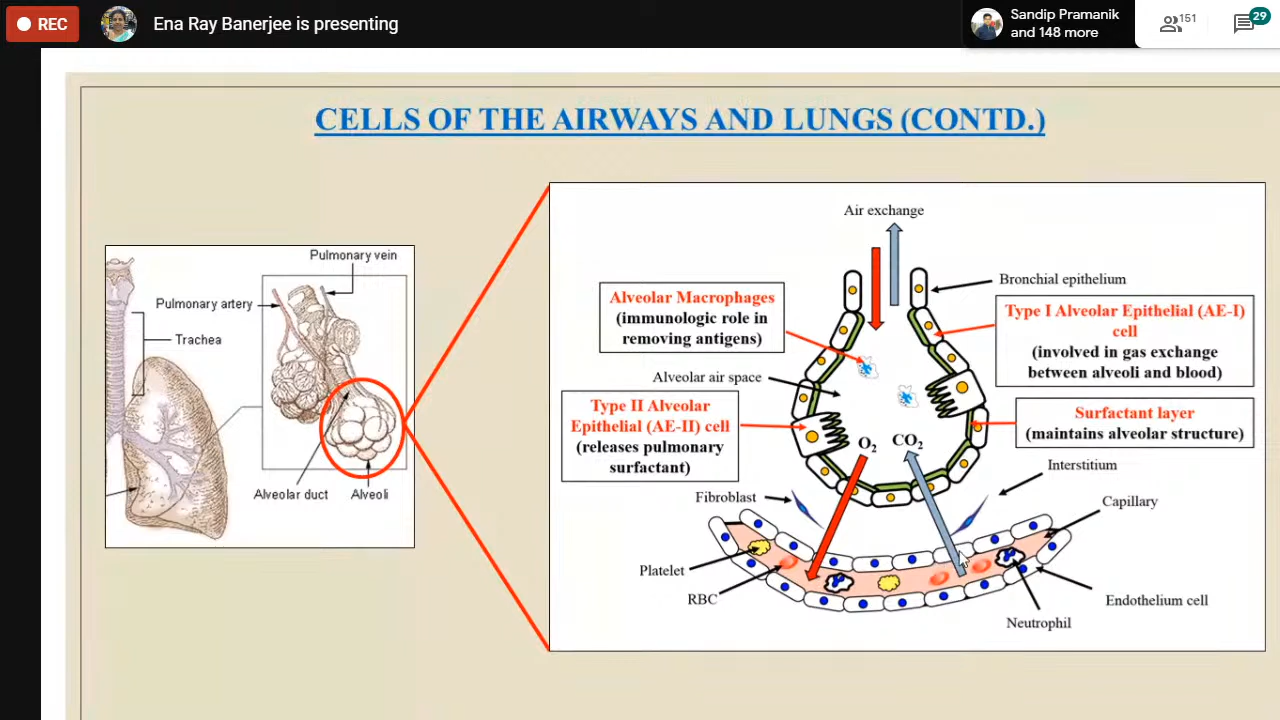 REC
Ena Ray Banerjee is presenting
Sandip Pramanik
and 148 more
151
29
CELLS OF THE AIRWAYS AND LUNGS (CONTD.)
Pulmonary vein
Pulmonary artery
Trachea
Alveolar duct
Alveoli
Air exchange
Bronchial epithelium
Alveolar Macrophages
(immunologic role in
removing antigens)
Type I Alveolar Epithelial (AE-I)
cell
(involved in gas exchange
between alveoli and blood)
Alveolar air space
Type II Alveolar
Epithelial (AE-II) cell
(releases pulmonary
surfactant)
Surfactant layer
(maintains alveolar structure)
O2
CO2
Interstitium
Fibroblast
Capillary
Platelet
RBC
Endothelium cell
Neutrophil